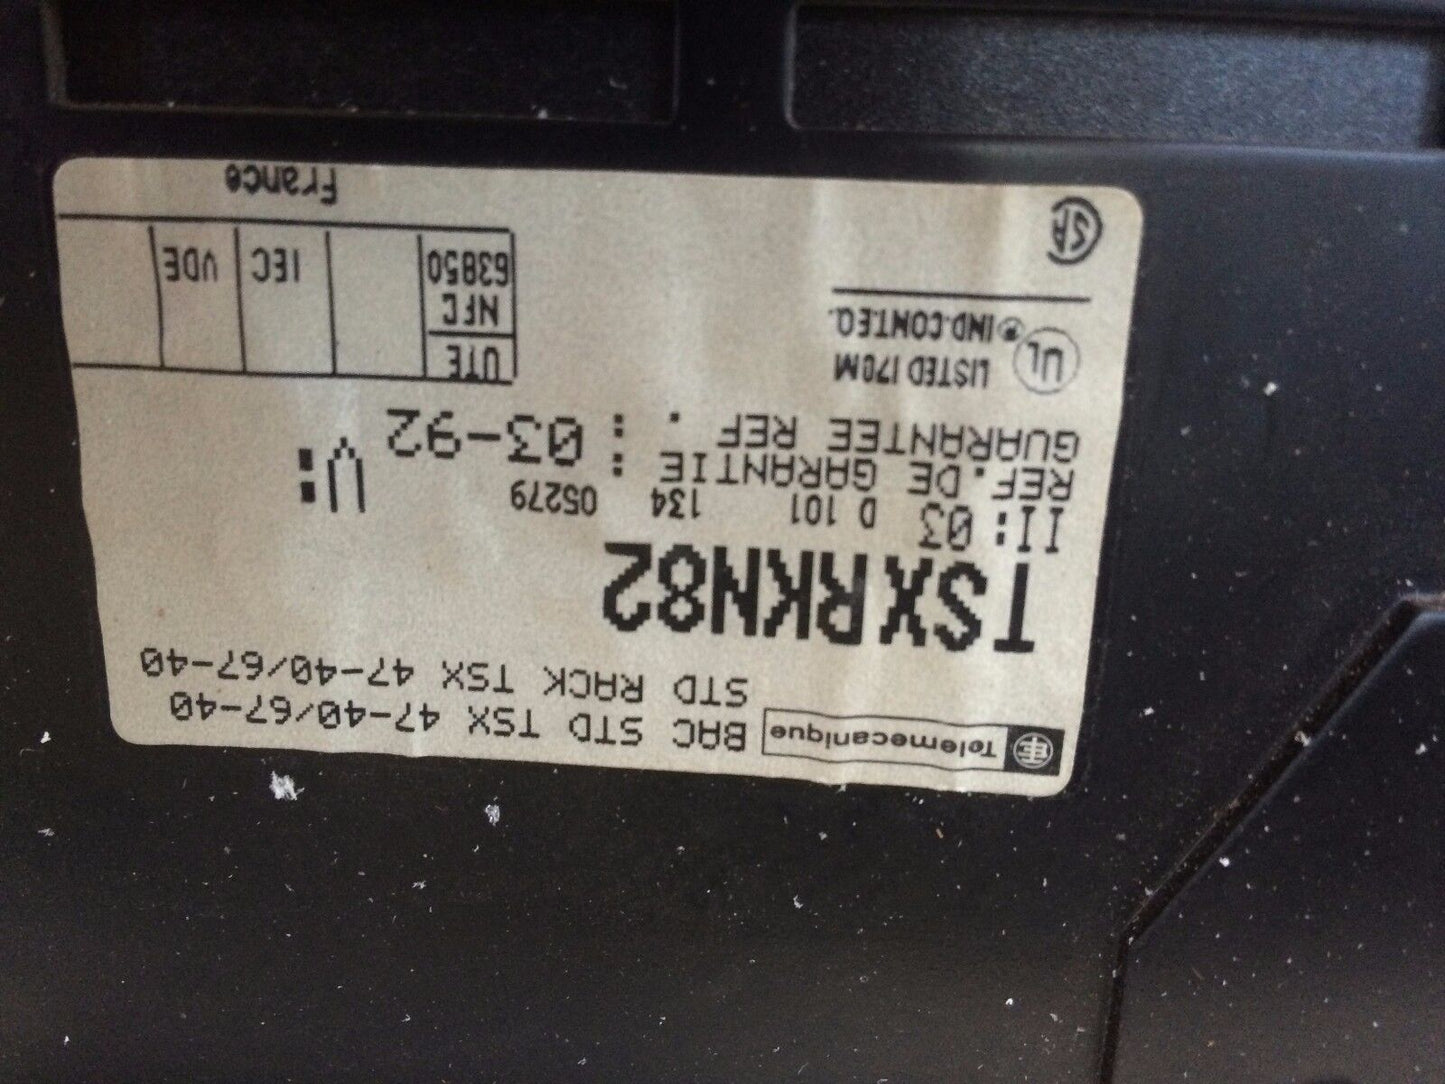 Telemecanique BAC STD TSX 47-40/67-40
STD RACK TSX 47-40/67-40
TSXRKN82
II: 03 D 101 134 05279 V:
REF. DE GARANTIE :
GUARANTEE REF . : 03-92
UL LISTED 170M
IND.CONT.EQ.
SA
UTE
NFC IEC VDE
63850
France